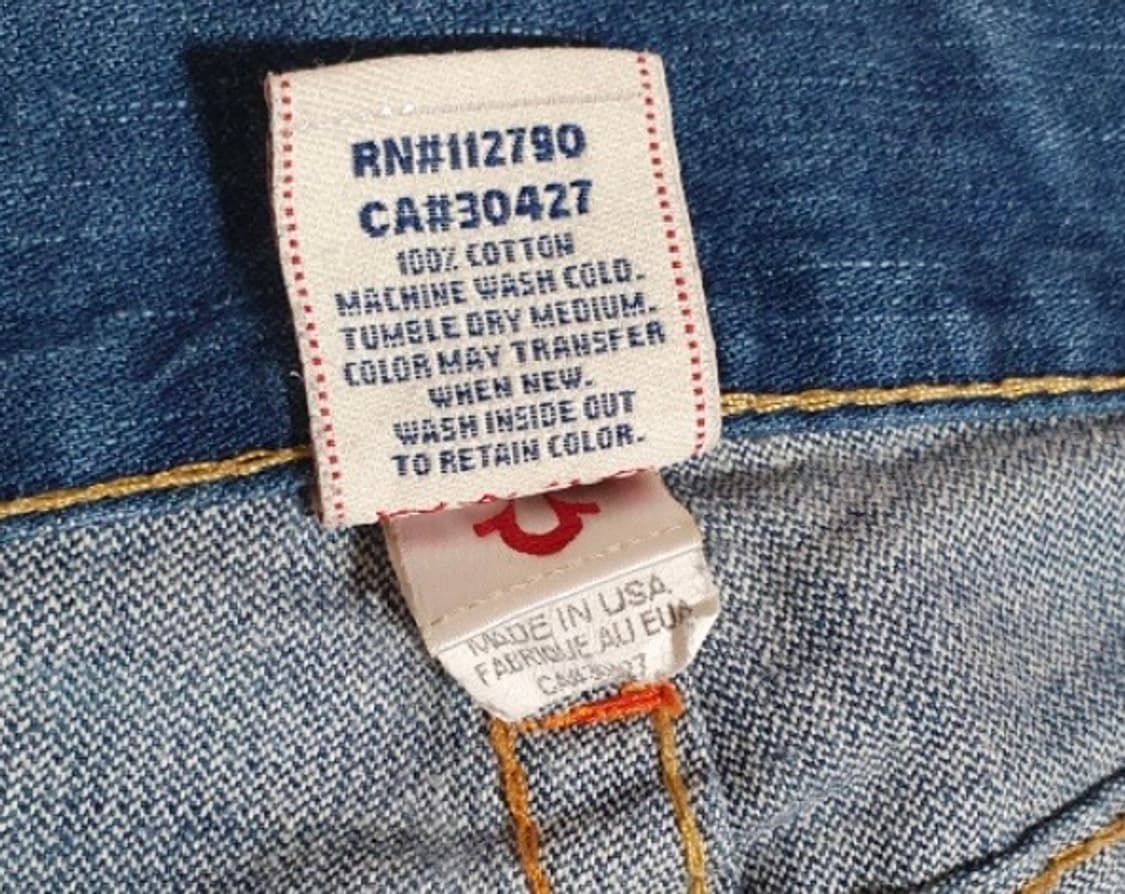 RN#112790
CA#30427
100% COTTON
MACHINE WASH COLD.
TUMBLE DRY MEDIUM.
COLOR MAY TRANSFER
WHEN NEW.
WASH INSIDE OUT
TO RETAIN COLOR.
MADE IN USA
FABRIQUE AU EUA